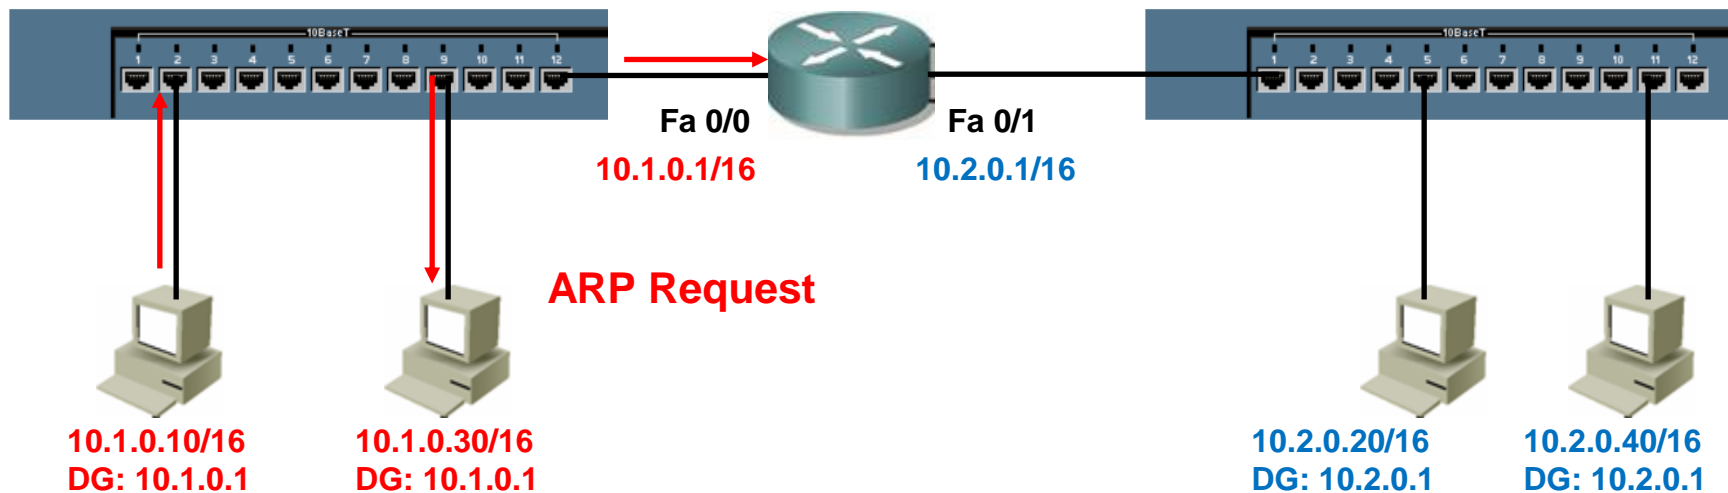 10BaseT
1 2 3 4 5 6 7 8 9 10 11 12
10BaseT
1 2 3 4 5 6 7 8 9 10 11 12
Fa 0/0
Fa 0/1
10.1.0.1/16
10.2.0.1/16
ARP Request
10.1.0.10/16
DG: 10.1.0.1
10.1.0.30/16
DG: 10.1.0.1
10.2.0.20/16
DG: 10.2.0.1
10.2.0.40/16
DG: 10.2.0.1